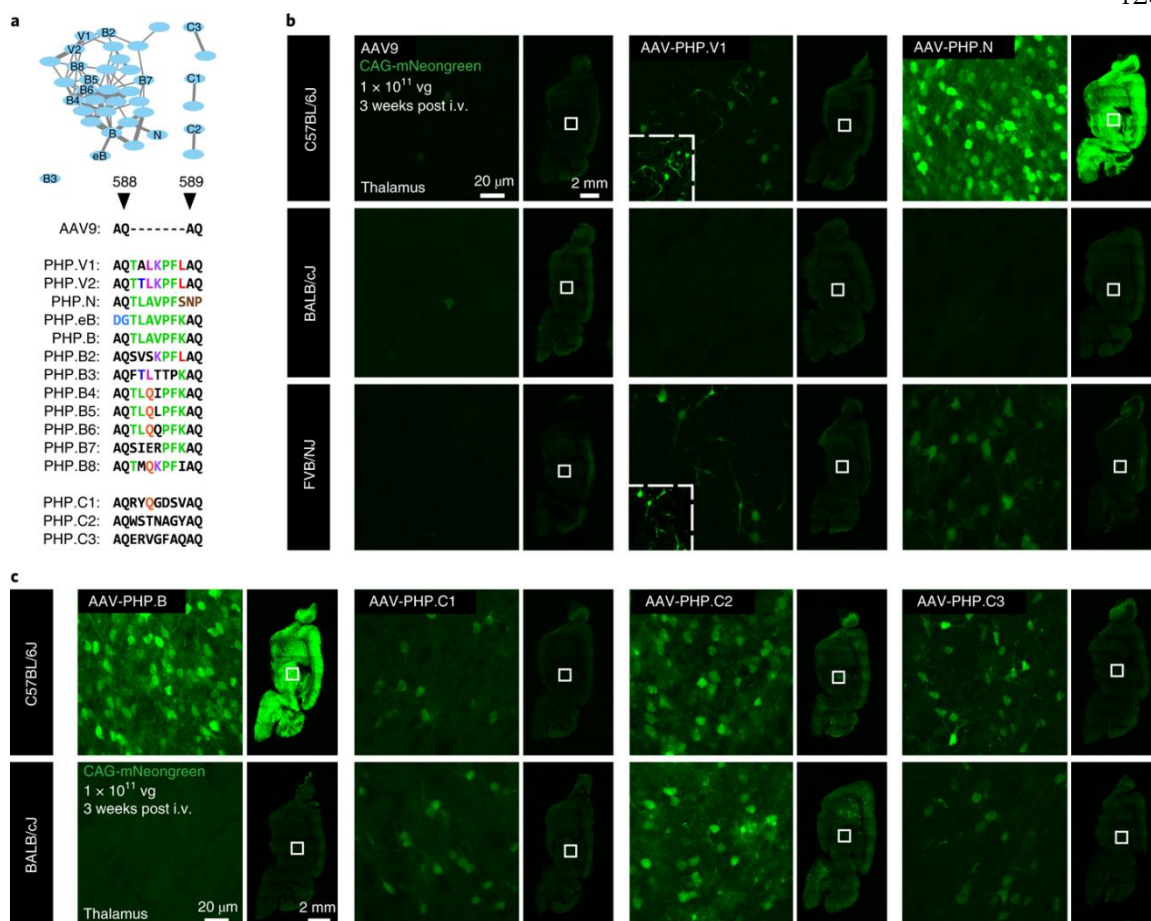 a
V1
B2
C3
V2
B8
B5
B7
C1
B6
B4
C2
B
N
eB
B3
588
589
AAV9: AQ-------AQ
PHP.V1: AQTALKPFLAQ
PHP.V2: AQTTLKPFLAQ
PHP.N: AQTLAVPFSNP
PHP.eB: DGTLAVPFKAQ
PHP.B: AQTLAVPFKAQ
PHP.B2: AQSVSKPFLAQ
PHP.B3: AQFTLTTPKAQ
PHP.B4: AQTLQIPFKAQ
PHP.B5: AQTLQLPFKAQ
PHP.B6: AQTLQQPFKAQ
PHP.B7: AQSIERPFKAQ
PHP.B8: AQTMQKPFIAQ
PHP.C1: AQRYQGDSVAQ
PHP.C2: AQWSTNAGYAQ
PHP.C3: AQERVGFAQAQ
b
C57BL/6J
AAV9
CAG-mNeongreen
1 × 10¹¹ vg
3 weeks post i.v.
Thalamus
20 μm
2 mm
AAV-PHP.V1
AAV-PHP.N
BALB/cJ
FVB/NJ
c
C57BL/6J
AAV-PHP.B
AAV-PHP.C1
AAV-PHP.C2
AAV-PHP.C3
BALB/cJ
CAG-mNeongreen
1 × 10¹¹ vg
3 weeks post i.v.
Thalamus
20 μm
2 mm